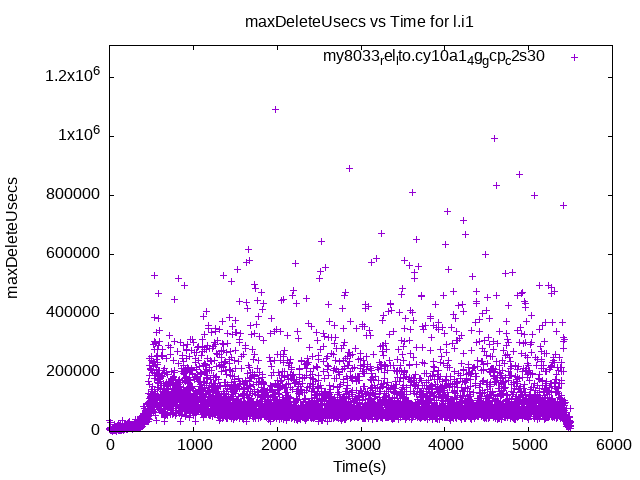 maxDeleteUsecs vs Time for l.i1
my8033_rel_lto.cy10a1_4g_gcp_c2s30
1.2x10^6
1x10^6
800000
600000
400000
200000
0
maxDeleteUsecs
0 1000 2000 3000 4000 5000 6000
Time(s)